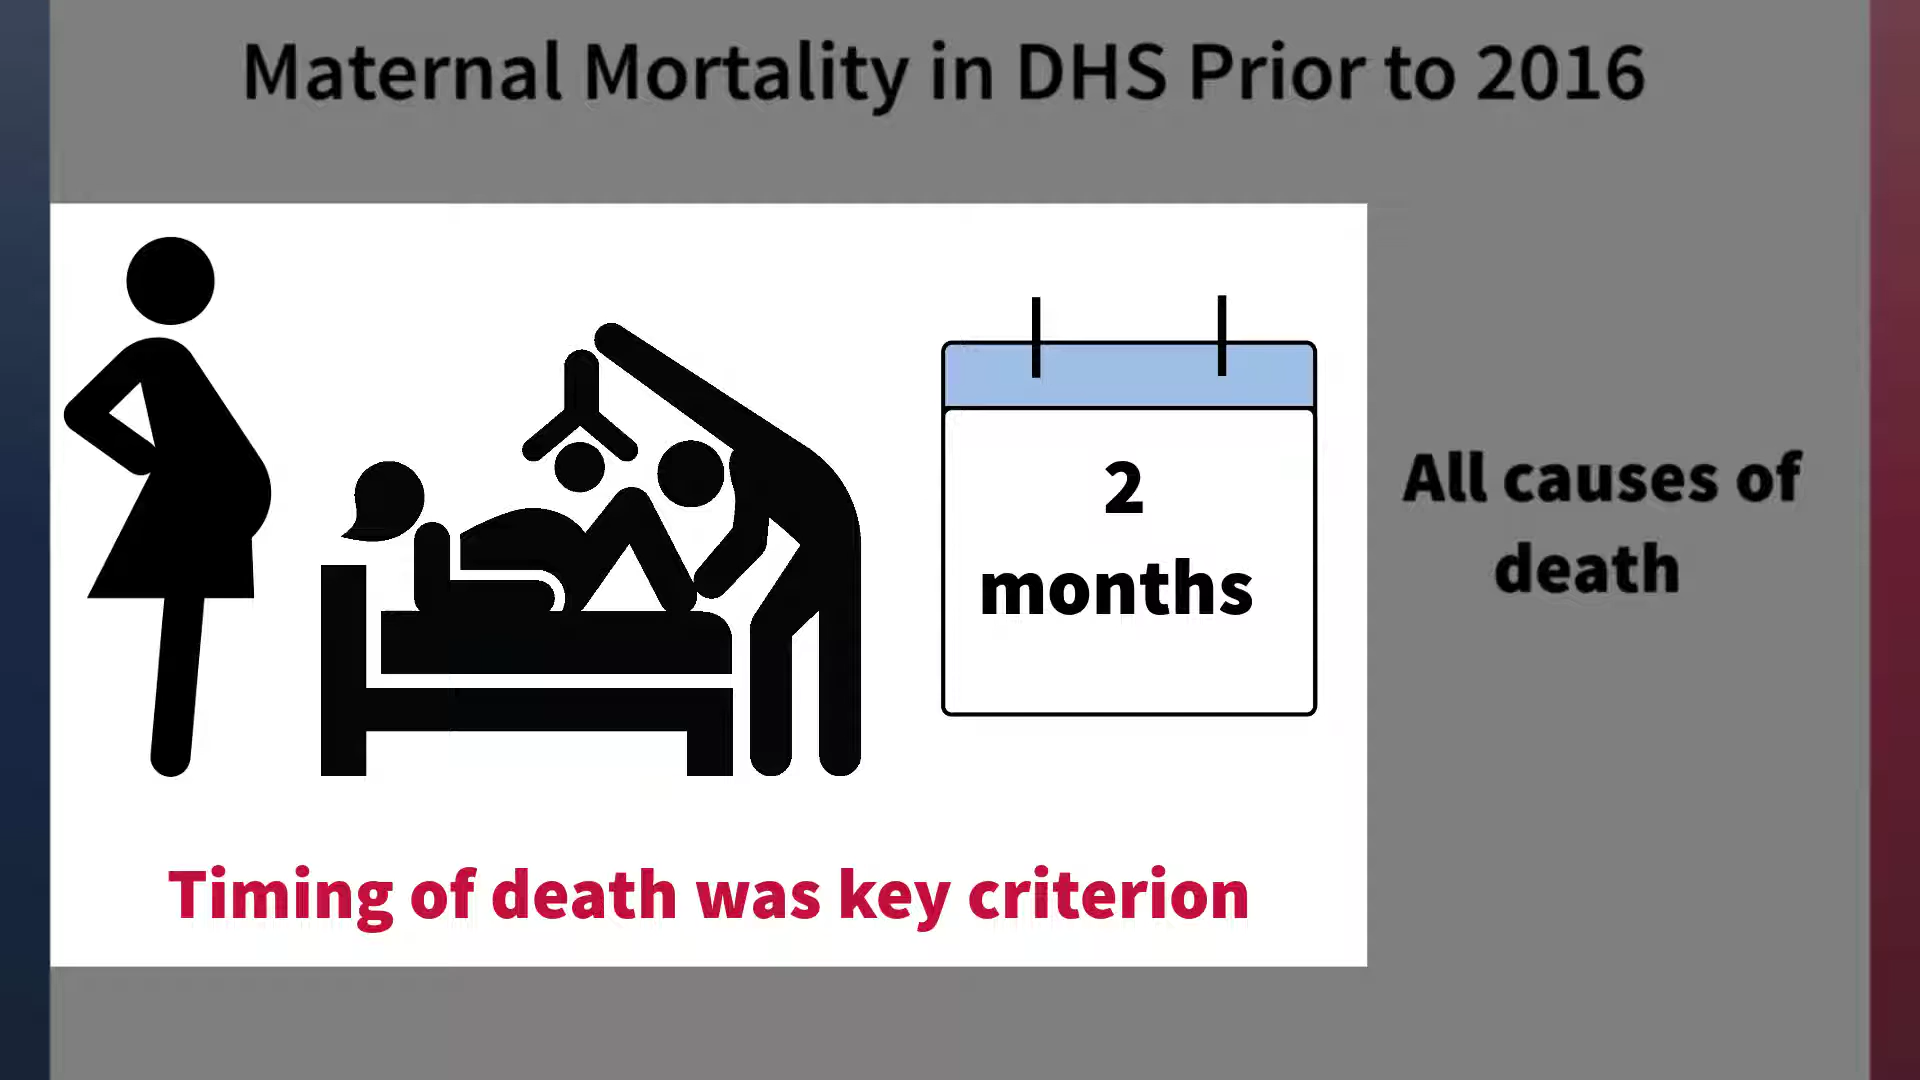 Maternal Mortality in DHS Prior to 2016
2
months
All causes of
death
Timing of death was key criterion